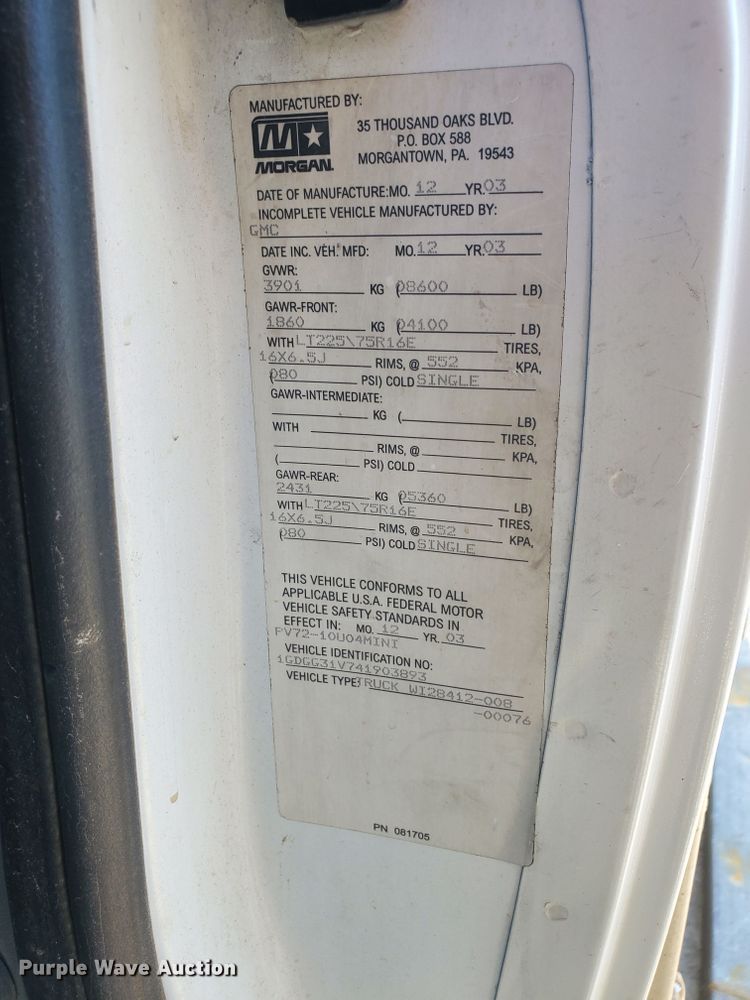 MANUFACTURED BY:
M
MORGAN
35 THOUSAND OAKS BLVD.
P.O. BOX 588
MORGANTOWN, PA. 19543
DATE OF MANUFACTURE:MO. 12 YR.03
INCOMPLETE VEHICLE MANUFACTURED BY:
GMC
DATE INC. VEH. MFD: MO.12 YR.03
GVWR:
3901 KG (08600 LB)
GAWR-FRONT:
1860 KG (04100 LB)
WITH LT225\75R16E TIRES,
16X6.5J RIMS, @ 552 KPA,
(080 PSI) COLD SINGLE
GAWR-INTERMEDIATE:
KG ( LB)
WITH TIRES,
RIMS, @ KPA,
( PSI) COLD
GAWR-REAR:
2431 KG (05360 LB)
WITH LT225\75R16E TIRES,
16X6.5J RIMS, @ 552 KPA,
(080 PSI) COLD SINGLE
THIS VEHICLE CONFORMS TO ALL
APPLICABLE U.S.A. FEDERAL MOTOR
VEHICLE SAFETY STANDARDS IN
EFFECT IN: MO. 12 YR. 03
PV72-10U04MINI
VEHICLE IDENTIFICATION NO:
1GDGG31V741903893
VEHICLE TYPE: TRUCK WI28412-008
-00076
PN 081705
Purple Wave Auction